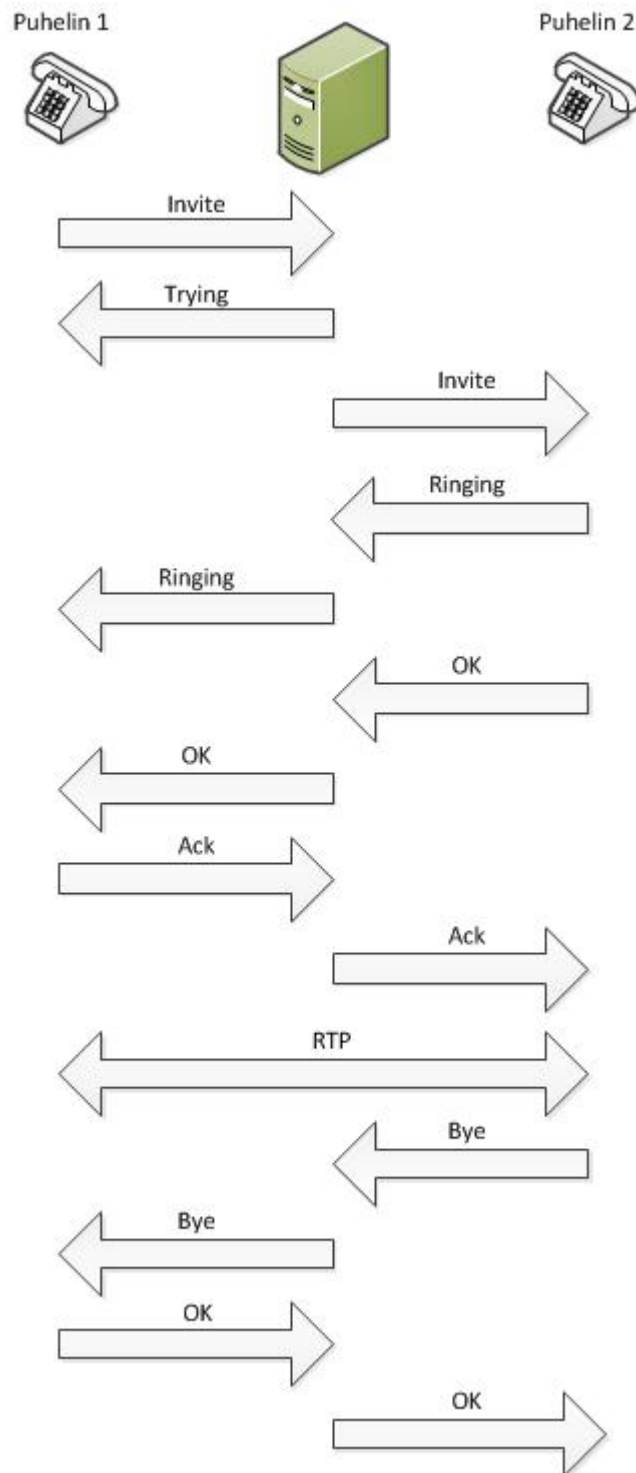 Puhelin 1
Puhelin 2
Invite
Trying
Invite
Ringing
Ringing
OK
OK
Ack
Ack
RTP
Bye
Bye
OK
OK